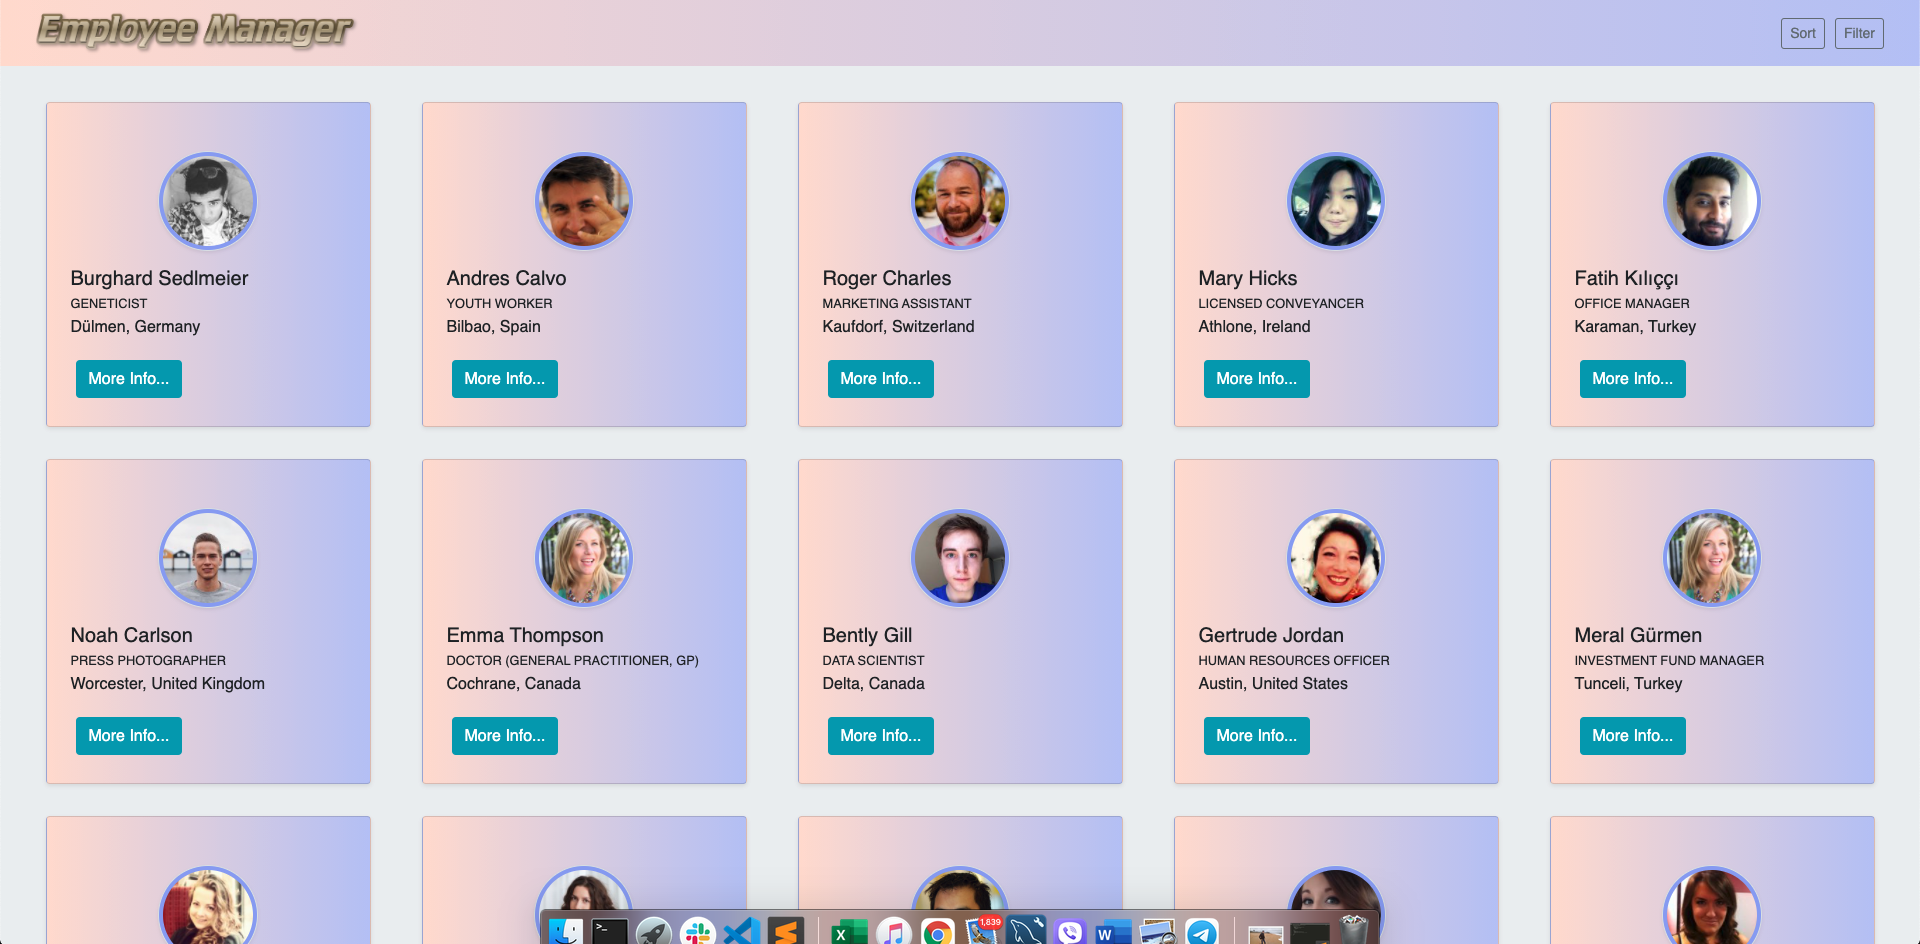 Employee Manager
Sort
Filter
Burghard Sedlmeier
GENETICIST
Dülmen, Germany
More Info...
Andres Calvo
YOUTH WORKER
Bilbao, Spain
More Info...
Roger Charles
MARKETING ASSISTANT
Kaufdorf, Switzerland
More Info...
Mary Hicks
LICENSED CONVEYANCER
Athlone, Ireland
More Info...
Fatih Kılıççı
OFFICE MANAGER
Karaman, Turkey
More Info...
Noah Carlson
PRESS PHOTOGRAPHER
Worcester, United Kingdom
More Info...
Emma Thompson
DOCTOR (GENERAL PRACTITIONER, GP)
Cochrane, Canada
More Info...
Bently Gill
DATA SCIENTIST
Delta, Canada
More Info...
Gertrude Jordan
HUMAN RESOURCES OFFICER
Austin, United States
More Info...
Meral Gürmen
INVESTMENT FUND MANAGER
Tunceli, Turkey
More Info...
>_
X
1,839
W